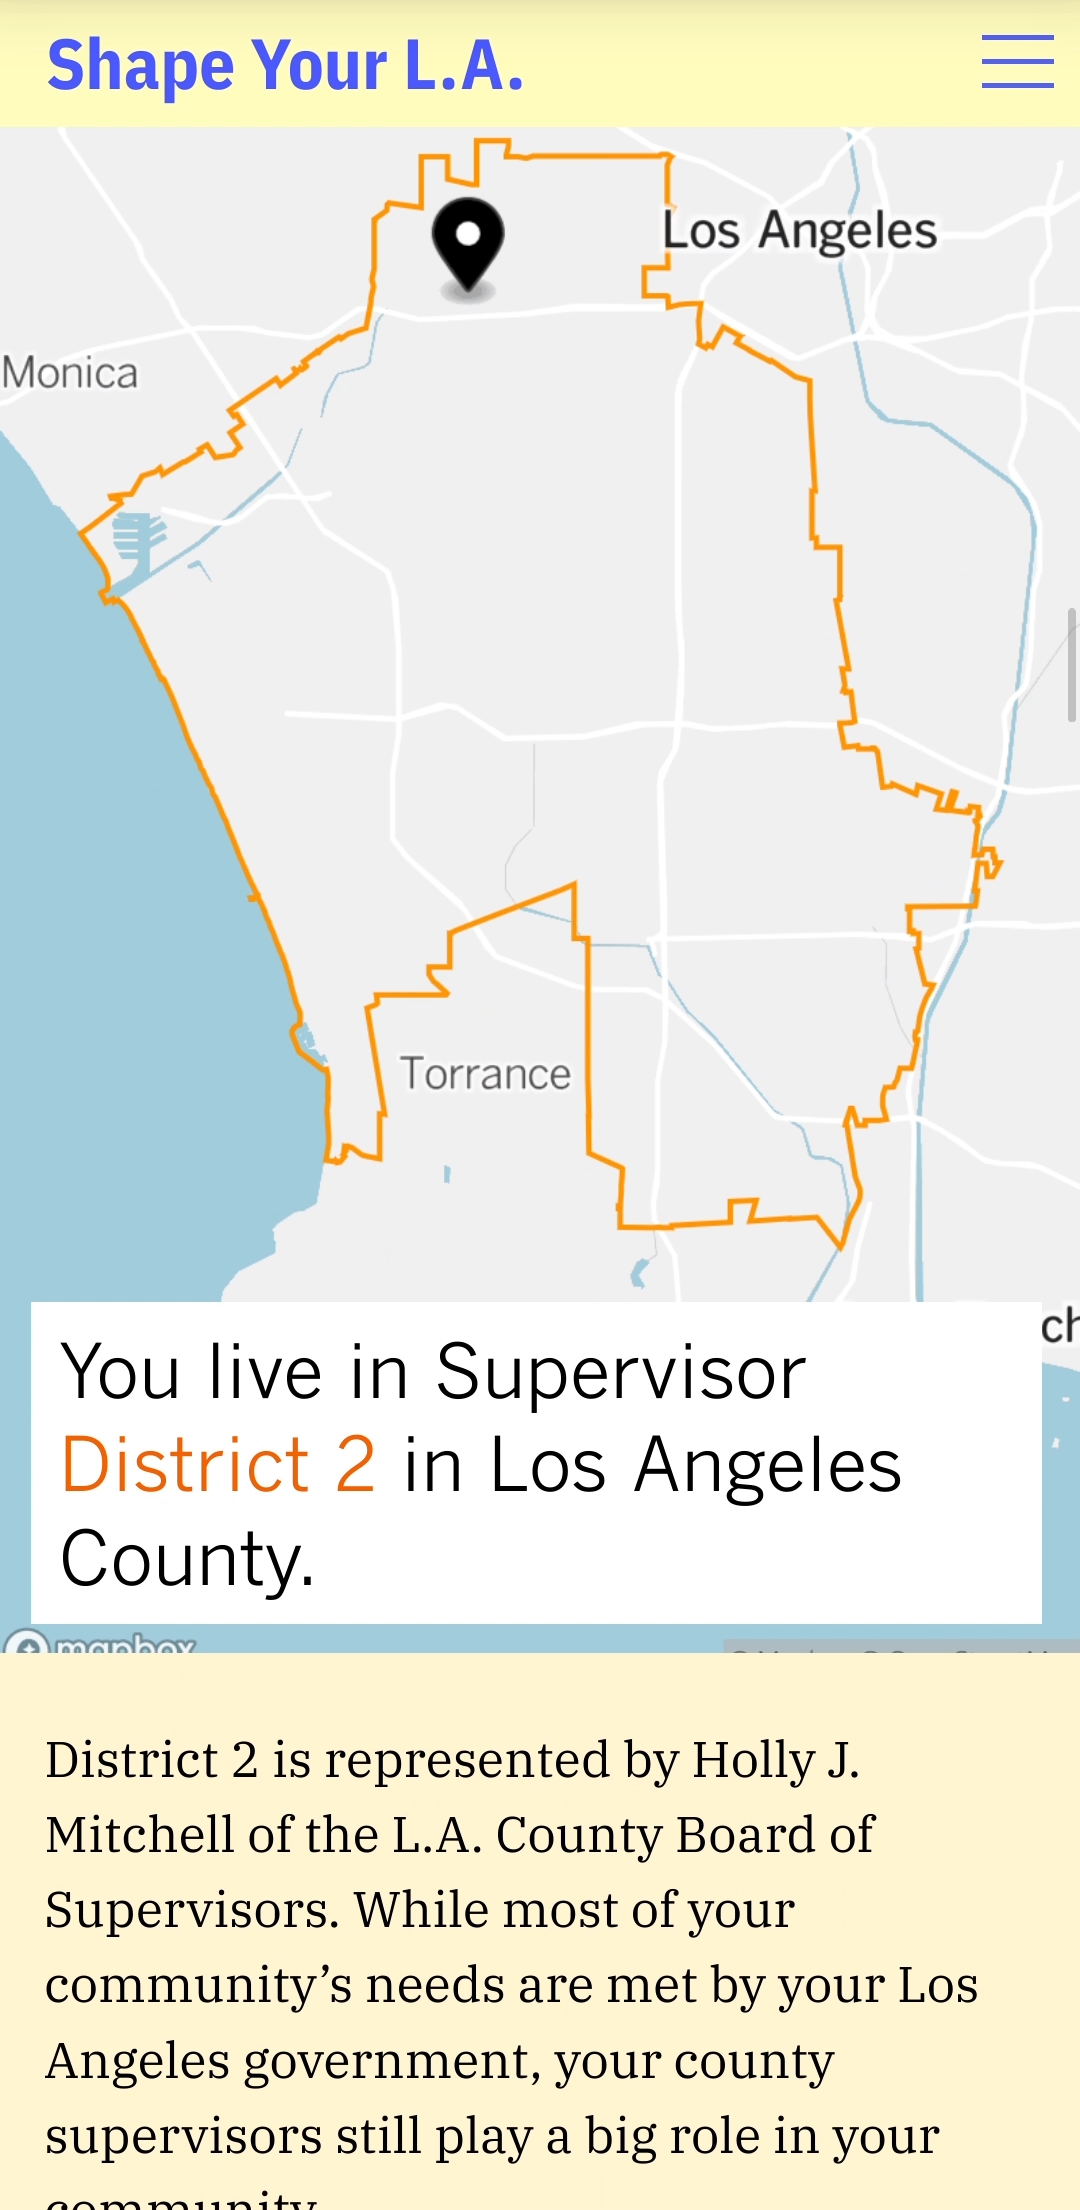 Shape Your L.A.
Los Angeles
Monica
Torrance
ch
You live in Supervisor
District 2 in Los Angeles
County.
mapbox
District 2 is represented by Holly J.
Mitchell of the L.A. County Board of
Supervisors. While most of your
community’s needs are met by your Los
Angeles government, your county
supervisors still play a big role in your
community.